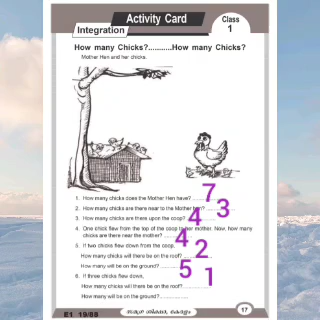 Activity Card
Class
1
Integration
How many Chicks?...........How many Chicks?
Mother Hen and her chicks.
1. How many chicks does the Mother Hen have? ............ 7
2. How many chicks are there near to the Mother hen? ...... 3
3. How many chicks are there upon the coop? 4
4. One chick flew from the top of the coop to her mother. Now, how many
chicks are there near the mother? ........ 4
5. If two chicks flew down from the coop,
How many chicks will there be on the roof? .............. 2
How many will be on the ground? ........... 5
6. If three chicks flew down,
How many chicks will there be on the roof?............ 1
How many will be on the ground?.................
സമഗ്ര ശിക്ഷാ, കേരളം
17
E1 19/89